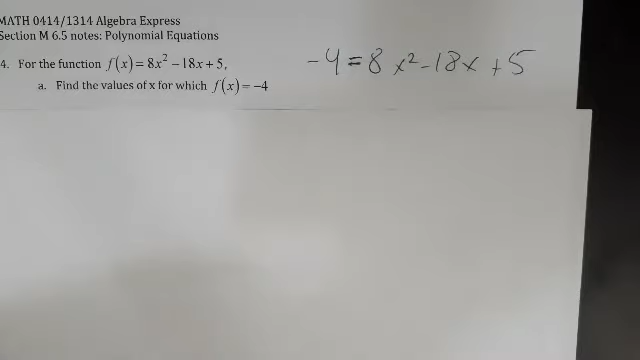 MATH 0414/1314 Algebra Express
Section M 6.5 notes: Polynomial Equations
4. For the function f(x) = 8x² − 18x + 5,
-4 = 8x² - 18x + 5
a. Find the values of x for which f(x) = −4